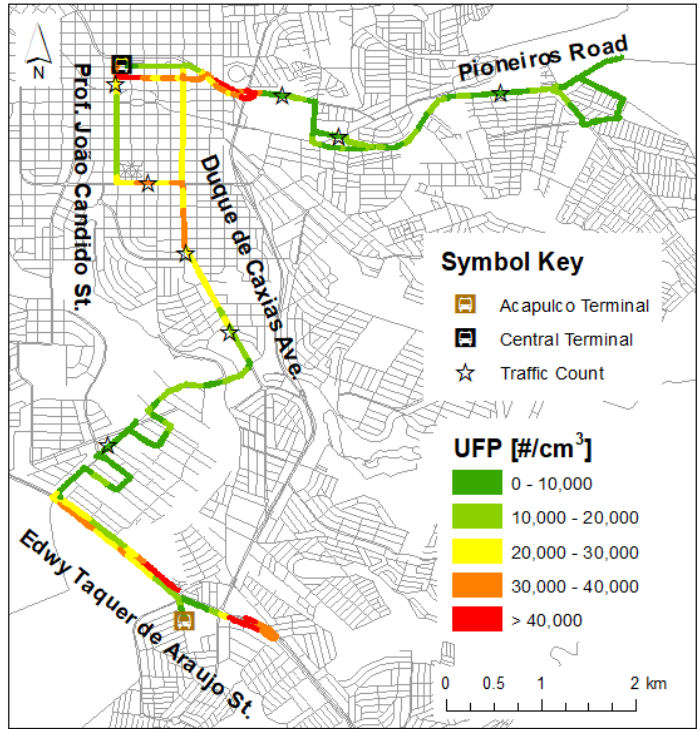 N
Pioneiros Road
Prof. João Candido St.
Duque de Caxias Ave.
Edwy Taquer de Araujo St.
Symbol Key
Acapulco Terminal
Central Terminal
Traffic Count
UFP [#/cm³]
0 - 10,000
10,000 - 20,000
20,000 - 30,000
30,000 - 40,000
> 40,000
0 0.5 1 2 km